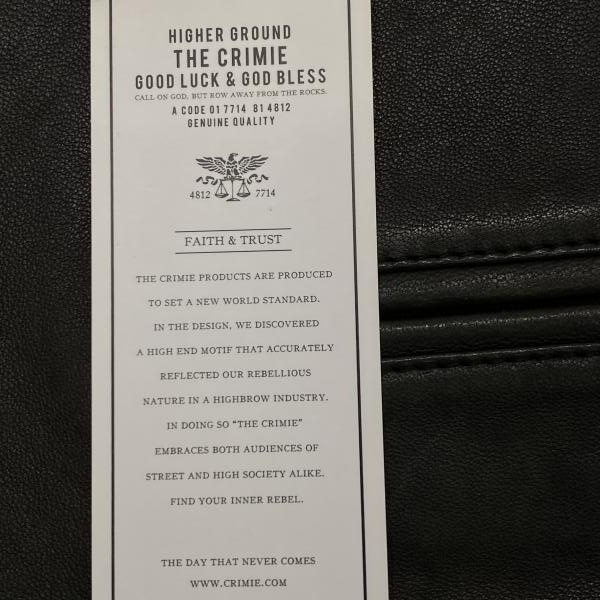 HIGHER GROUND
THE CRIMIE
GOOD LUCK & GOD BLESS
CALL ON GOD, BUT ROW AWAY FROM THE ROCKS.
A CODE 01 7714 81 4812
GENUINE QUALITY
4812 7714
FAITH & TRUST
THE CRIMIE PRODUCTS ARE PRODUCED
TO SET A NEW WORLD STANDARD.
IN THE DESIGN, WE DISCOVERED
A HIGH END MOTIF THAT ACCURATELY
REFLECTED OUR REBELLIOUS
NATURE IN A HIGHBROW INDUSTRY.
IN DOING SO “THE CRIMIE”
EMBRACES BOTH AUDIENCES OF
STREET AND HIGH SOCIETY ALIKE.
FIND YOUR INNER REBEL.
THE DAY THAT NEVER COMES
WWW.CRIMIE.COM